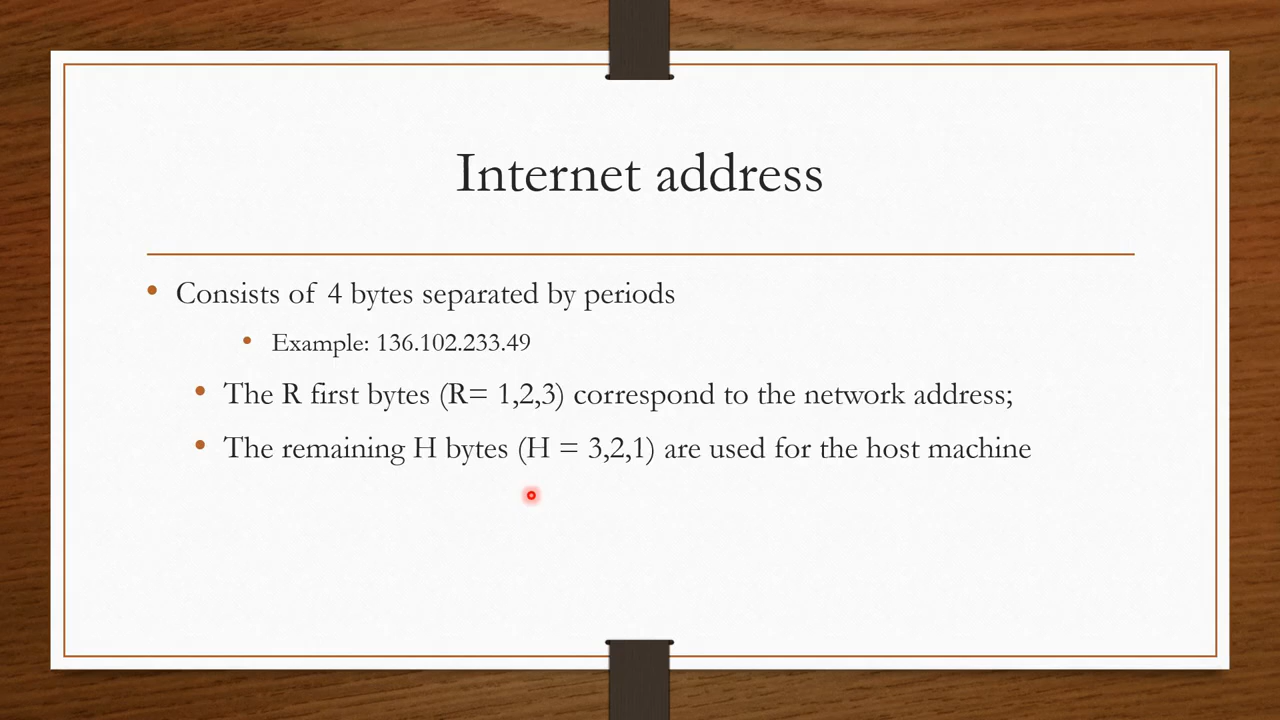 Internet address
• Consists of 4 bytes separated by periods
• Example: 136.102.233.49
• The R first bytes (R= 1,2,3) correspond to the network address;
• The remaining H bytes (H = 3,2,1) are used for the host machine